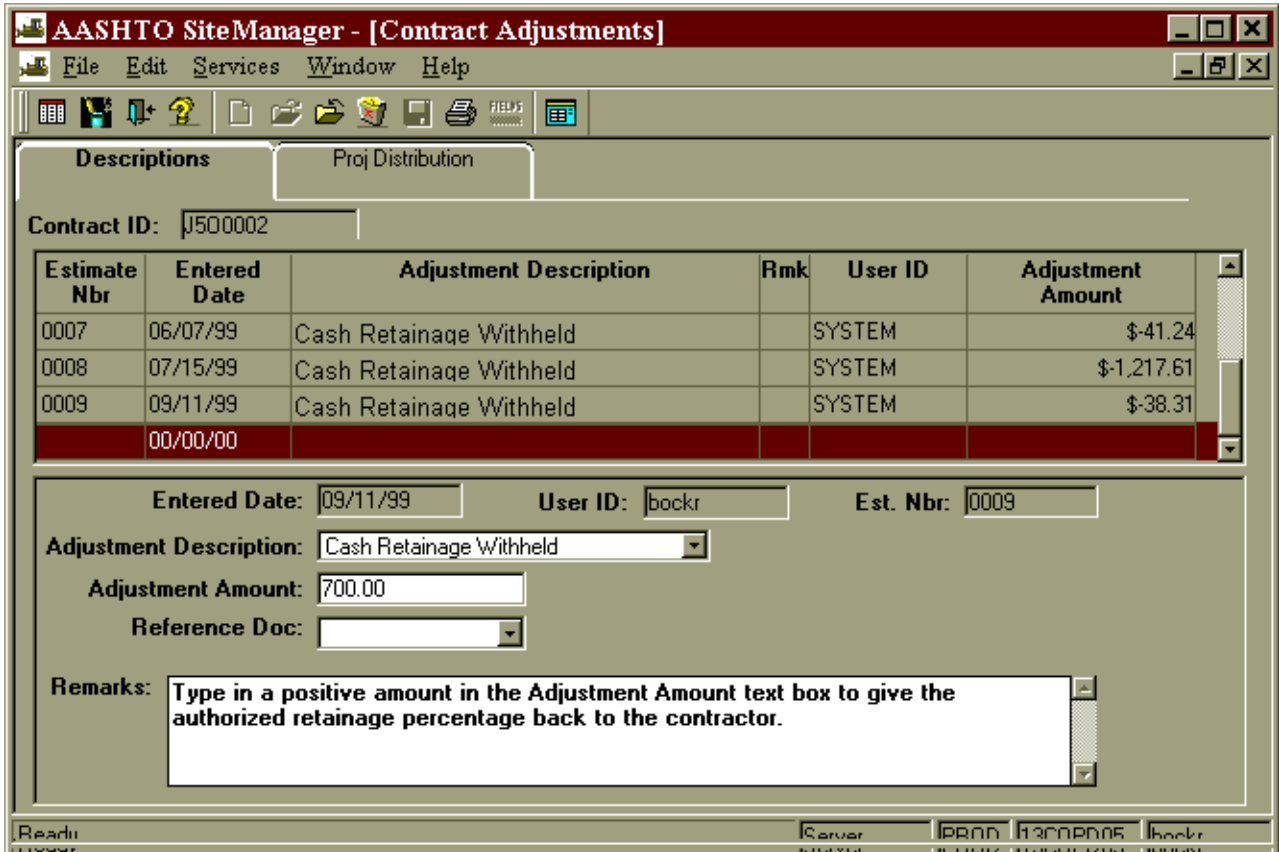 AASHTO SiteManager - [Contract Adjustments]
File Edit Services Window Help
FIELDS
Descriptions Proj Distribution
Contract ID: J5O0002
Estimate Nbr Entered Date Adjustment Description Rmk User ID Adjustment Amount
0007 06/07/99 Cash Retainage Withheld SYSTEM $-41.24
0008 07/15/99 Cash Retainage Withheld SYSTEM $-1,217.61
0009 09/11/99 Cash Retainage Withheld SYSTEM $-38.31
00/00/00
Entered Date: 09/11/99 User ID: bockr Est. Nbr: 0009
Adjustment Description: Cash Retainage Withheld
Adjustment Amount: 700.00
Reference Doc:
Remarks: Type in a positive amount in the Adjustment Amount text box to give the
authorized retainage percentage back to the contractor.
Ready Server PROD bockr